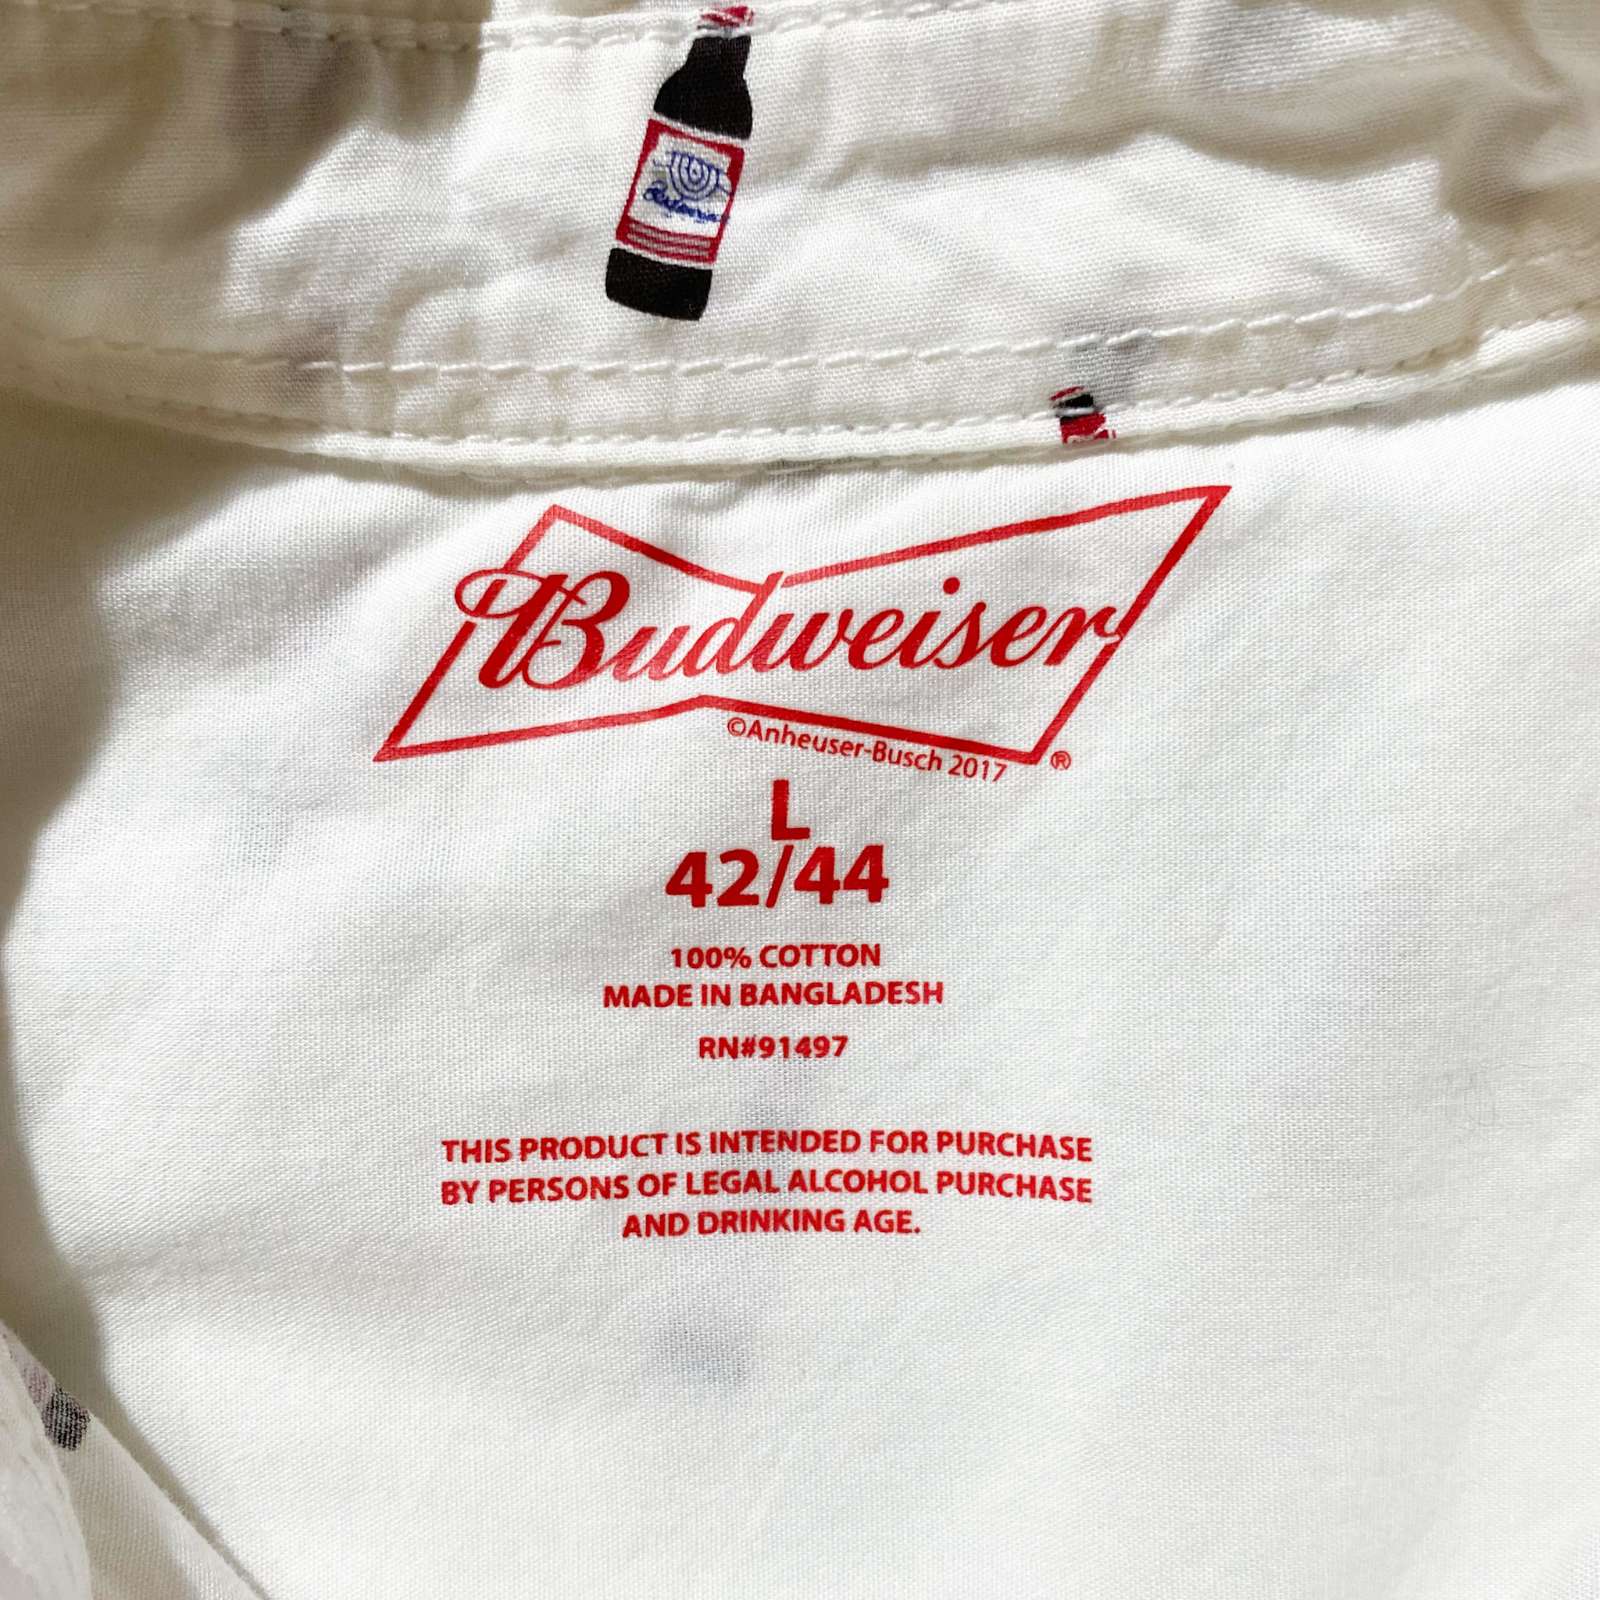 Budweiser
©Anheuser-Busch 2017 ®
L
42/44
100% COTTON
MADE IN BANGLADESH
RN#91497
THIS PRODUCT IS INTENDED FOR PURCHASE
BY PERSONS OF LEGAL ALCOHOL PURCHASE
AND DRINKING AGE.